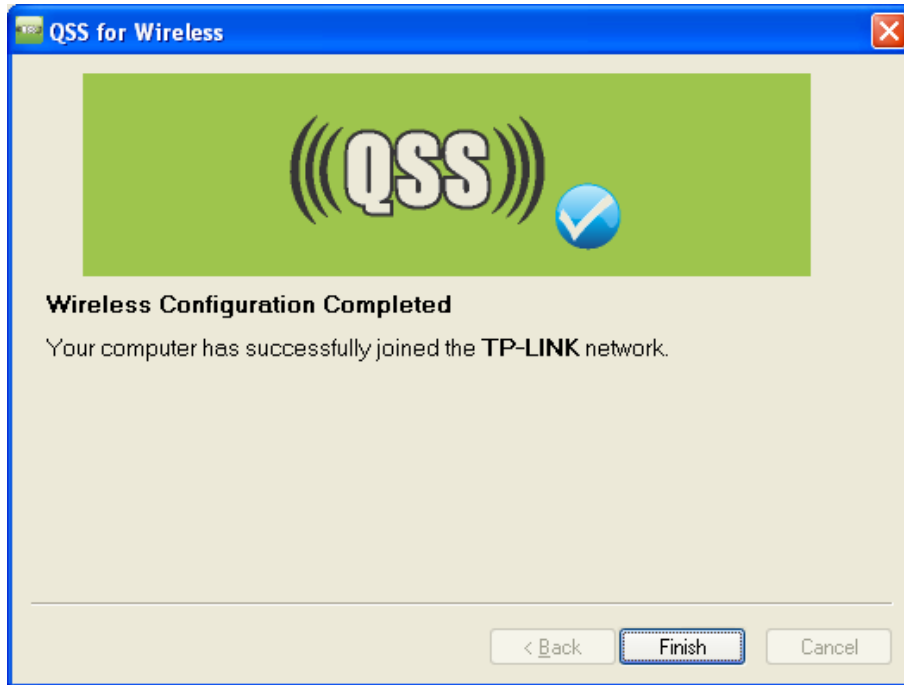 QSS for Wireless
(((QSS)))
Wireless Configuration Completed
Your computer has successfully joined the TP-LINK network.
< Back Finish Cancel